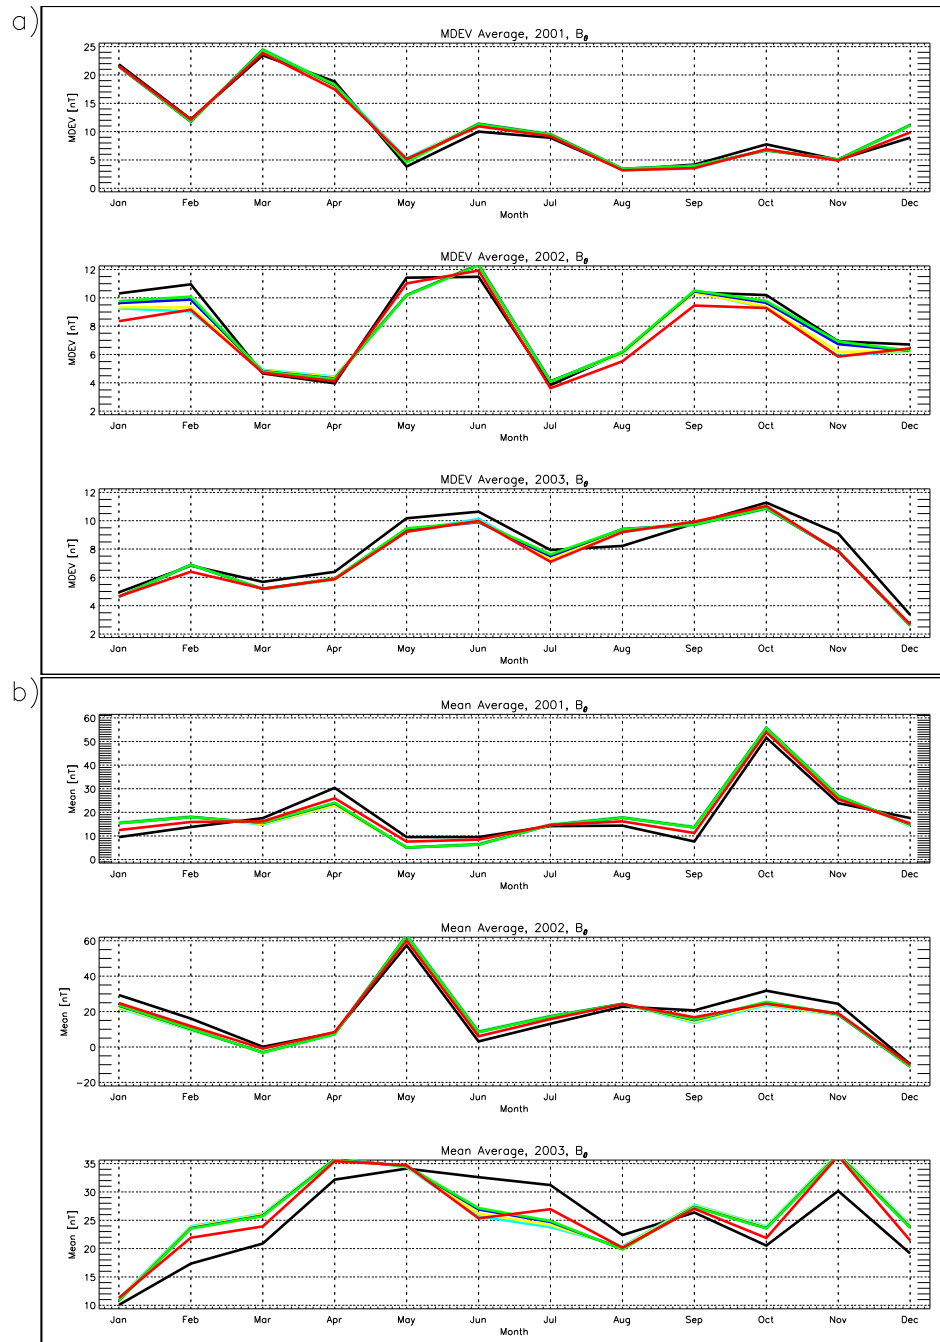 a)
MDEV Average, 2001, Bθ
MDEV [nT]
25
20
15
10
5
0
Jan Feb Mar Apr May Jun Jul Aug Sep Oct Nov Dec
Month
MDEV Average, 2002, Bθ
MDEV [nT]
12
10
8
6
4
2
Jan Feb Mar Apr May Jun Jul Aug Sep Oct Nov Dec
Month
MDEV Average, 2003, Bθ
MDEV [nT]
12
10
8
6
4
2
Jan Feb Mar Apr May Jun Jul Aug Sep Oct Nov Dec
Month
b)
Mean Average, 2001, Bθ
Mean [nT]
60
50
40
30
20
10
0
Jan Feb Mar Apr May Jun Jul Aug Sep Oct Nov Dec
Month
Mean Average, 2002, Bθ
Mean [nT]
60
40
20
0
-20
Jan Feb Mar Apr May Jun Jul Aug Sep Oct Nov Dec
Month
Mean Average, 2003, Bθ
Mean [nT]
35
30
25
20
15
10
Jan Feb Mar Apr May Jun Jul Aug Sep Oct Nov Dec
Month